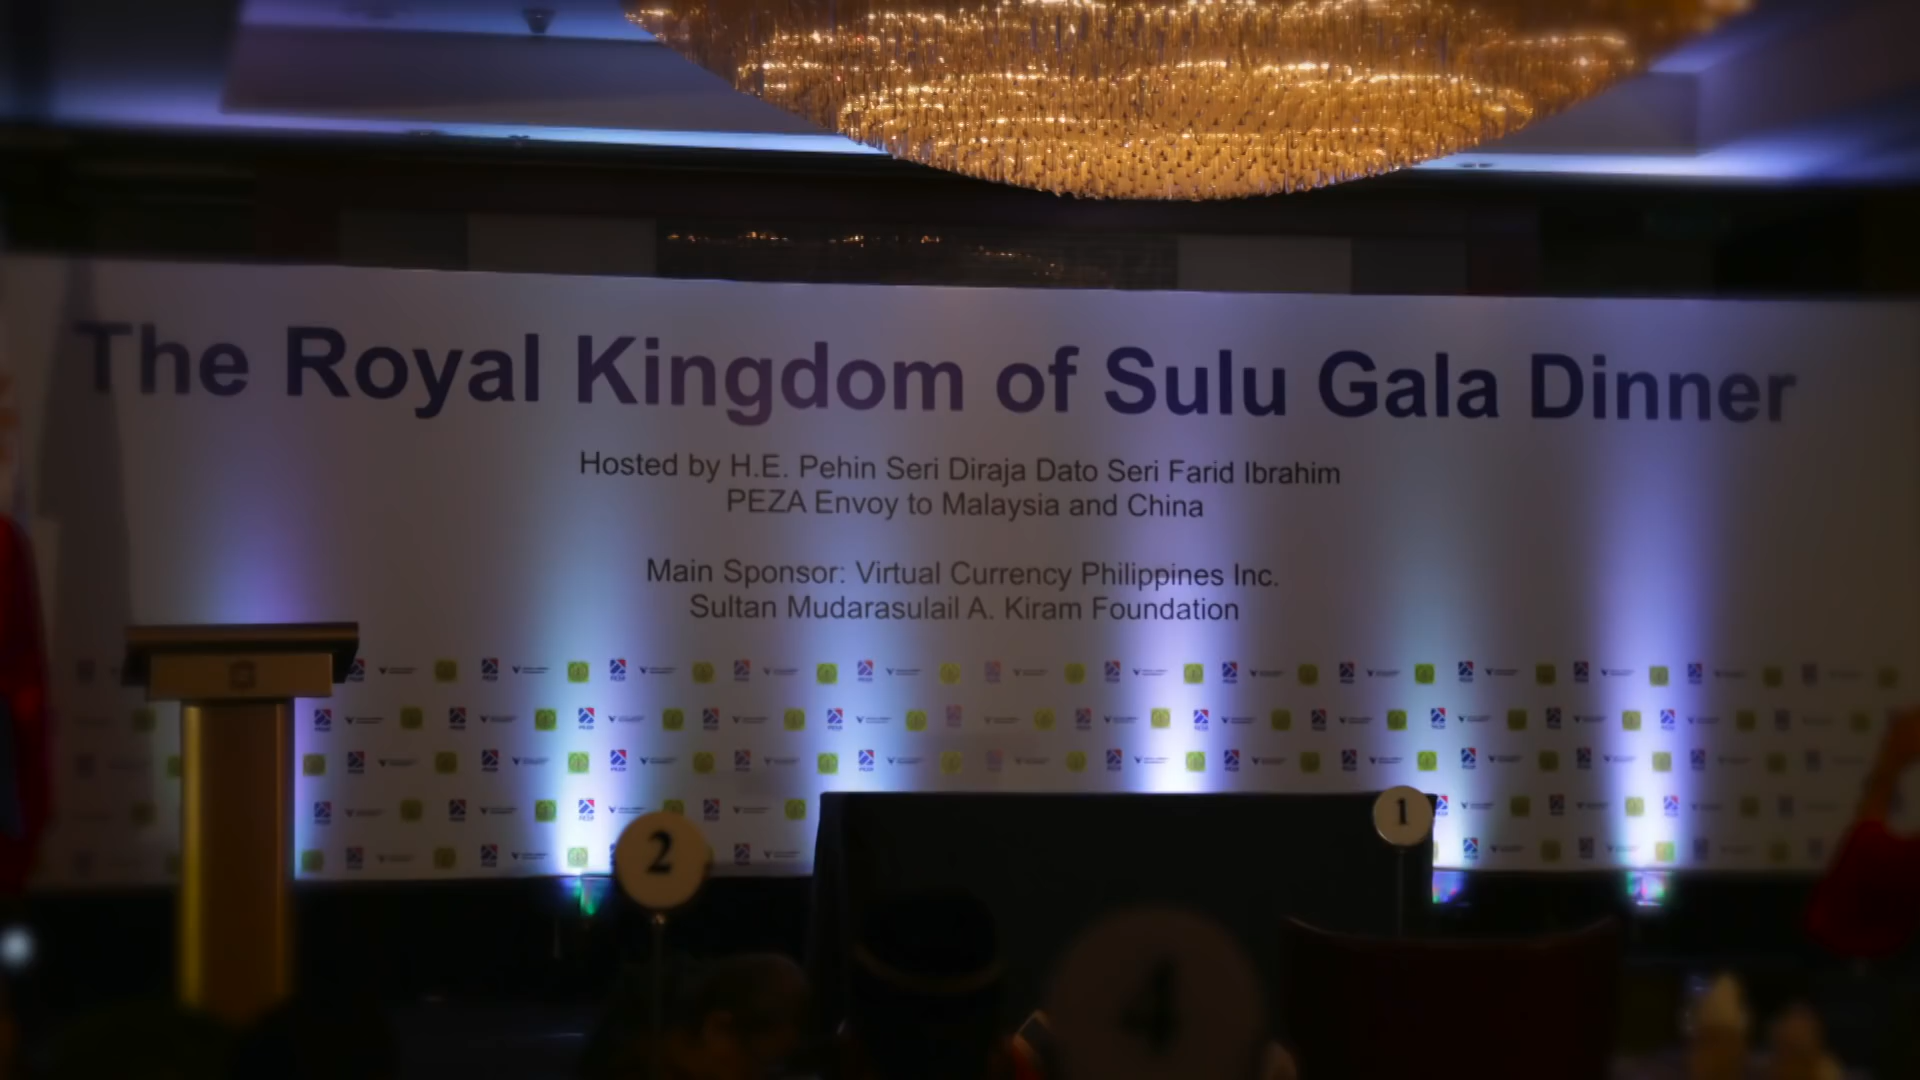 The Royal Kingdom of Sulu Gala Dinner
Hosted by H.E. Pehin Seri Diraja Dato Seri Farid Ibrahim
PEZA Envoy to Malaysia and China
Main Sponsor: Virtual Currency Philippines Inc.
Sultan Mudarasulail A. Kiram Foundation
2
1
4